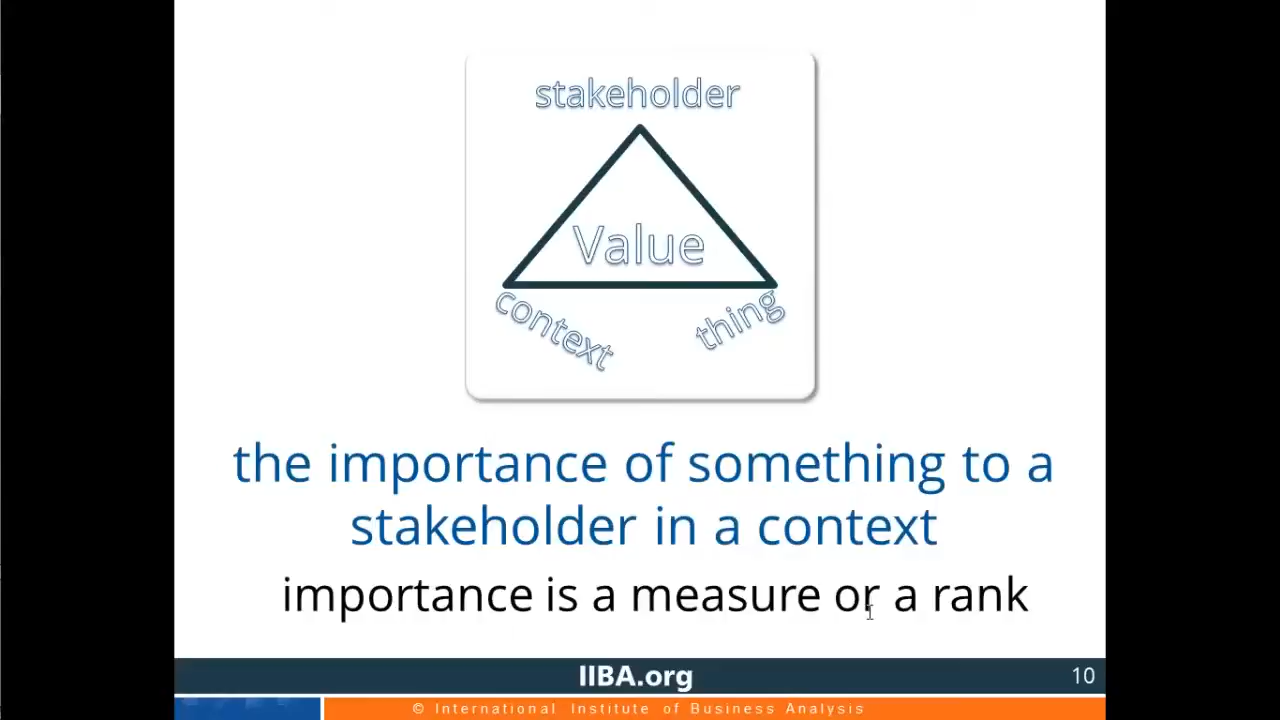 stakeholder
Value
context
thing
the importance of something to a
stakeholder in a context
importance is a measure or a rank
IIBA.org
10
© International Institute of Business Analysis